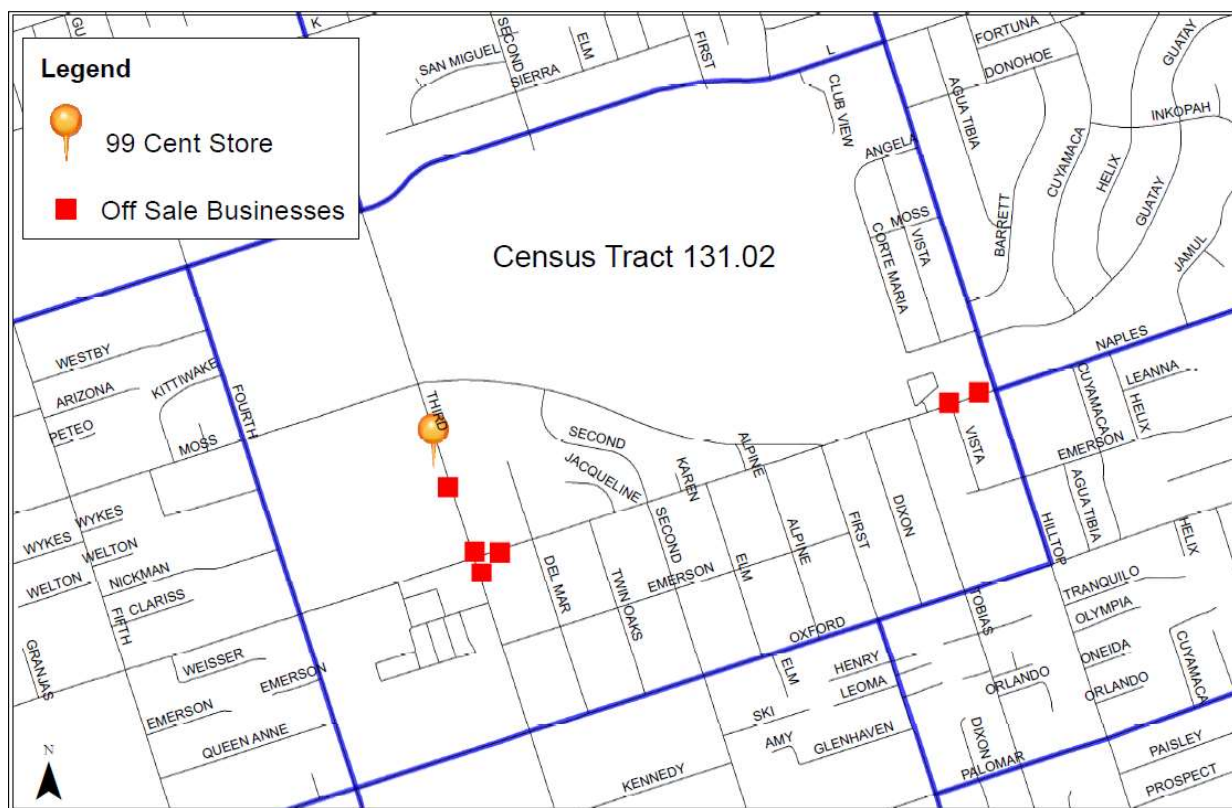 Legend
99 Cent Store
Off Sale Businesses
Census Tract 131.02
GU
K
SECOND
ELM
FIRST
SAN MIGUEL
SIERRA
L
CLUB VIEW
FORTUNA
DONOHOE
AGUA TIBIA
GUATAY
INKOPAH
CUYAMACA
HELIX
GUATAY
ANGELA
MOSS
VISTA
CORTE MARIA
BARRETT
JAMUL
NAPLES
WESTBY
ARIZONA
KITTIWAKE
PETEO
MOSS
FOURTH
THIRD
SECOND
JACQUELINE
KAREN
ALPINE
VISTA
CUYAMACA
LEANNA
HELIX
EMERSON
WYKES
WYKES
WELTON
WELTON
NICKMAN
CLARISS
FIFTH
DEL MAR
TWIN OAKS
SECOND
EMERSON
ELM
ALPINE
FIRST
DIXON
HILLTOP
AGUA TIBIA
HELIX
TRANQUILO
OLYMPIA
TOBIAS
OXFORD
GRANJAS
WEISSER
EMERSON
EMERSON
QUEEN ANNE
ELM
HENRY
LEOMA
SKI
AMY
GLENHAVEN
KENNEDY
ORLANDO
ONEIDA
ORLANDO
CUYAMACA
DIXON
PALOMAR
PAISLEY
PROSPECT
N